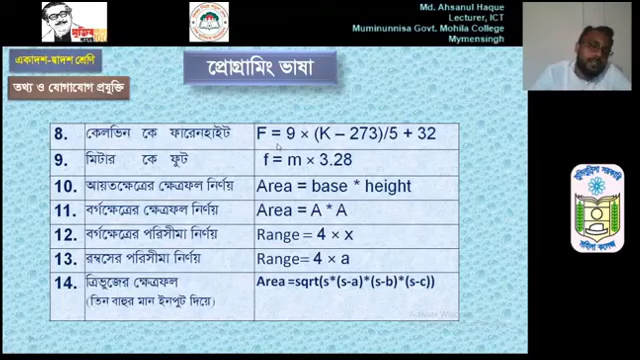 Md. Ahsanul Haque
Lecturer, ICT
Muminunnisa Govt. Mohila College
Mymensingh
একাদশ-দ্বাদশ শ্রেণি
তথ্য ও যোগাযোগ প্রযুক্তি
প্রোগ্রামিং ভাষা
8. কেলভিন কে ফারেনহাইট F = 9 × (K – 273)/5 + 32
9. মিটার কে ফুট f = m × 3.28
10. আয়তক্ষেত্রের ক্ষেত্রফল নির্ণয় Area = base * height
11. বর্গক্ষেত্রের ক্ষেত্রফল নির্ণয় Area = A * A
12. বর্গক্ষেত্রের পরিসীমা নির্ণয় Range= 4 × x
13. রম্বসের পরিসীমা নির্ণয় Range= 4 × a
14. ত্রিভুজের ক্ষেত্রফল Area =sqrt(s*(s-a)*(s-b)*(s-c))
(তিন বাহুর মান ইনপুট দিয়ে)
Activate Windows